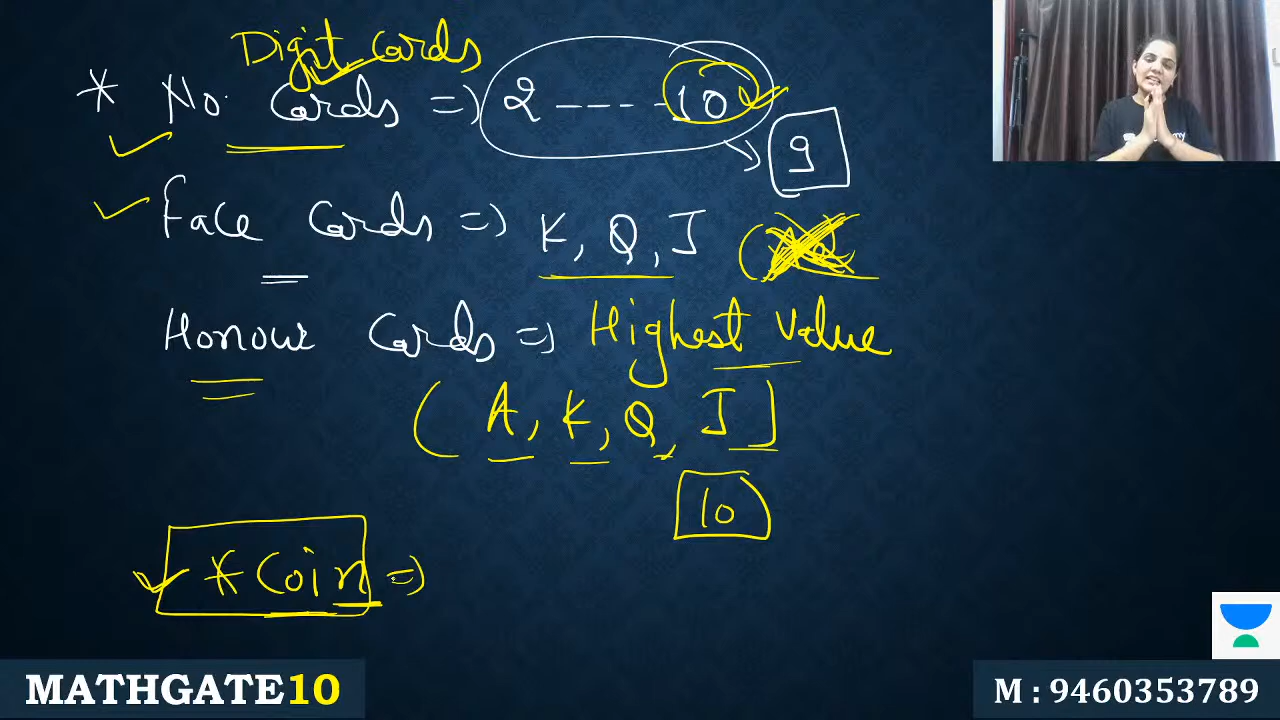 Digit Cards
* No. Cards => 2 ---- 10
9
Face Cards => K, Q, J
Honour Cards => Highest Value
( A, K, Q, J ]
10
* Coin =>
MATHGATE10
M : 9460353789